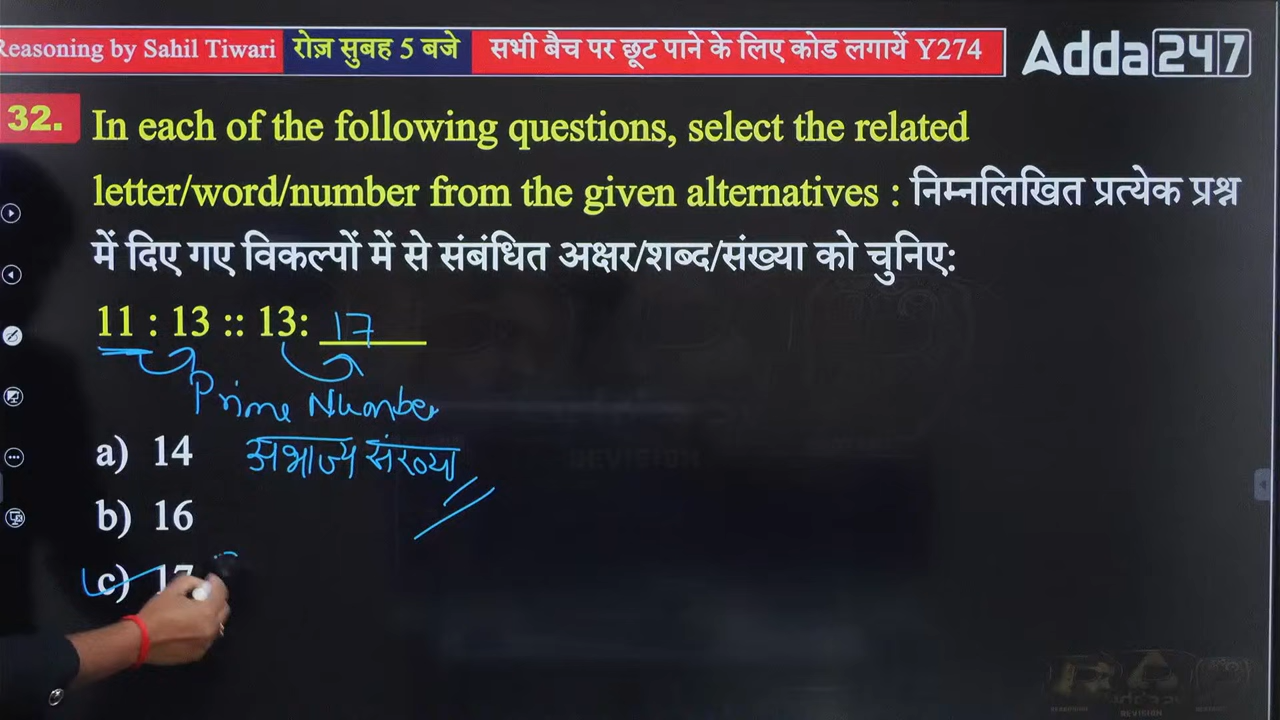 Reasoning by Sahil Tiwari रोज़ सुबह 5 बजे सभी बैच पर छूट पाने के लिए कोड लगायें Y274 Adda247
32. In each of the following questions, select the related
letter/word/number from the given alternatives : निम्नलिखित प्रत्येक प्रश्न
में दिए गए विकल्पों में से संबंधित अक्षर/शब्द/संख्या को चुनिए:
11 : 13 :: 13: 17
Prime Number
a) 14 अभाज्य संख्या
b) 16
c) 17
REVISION